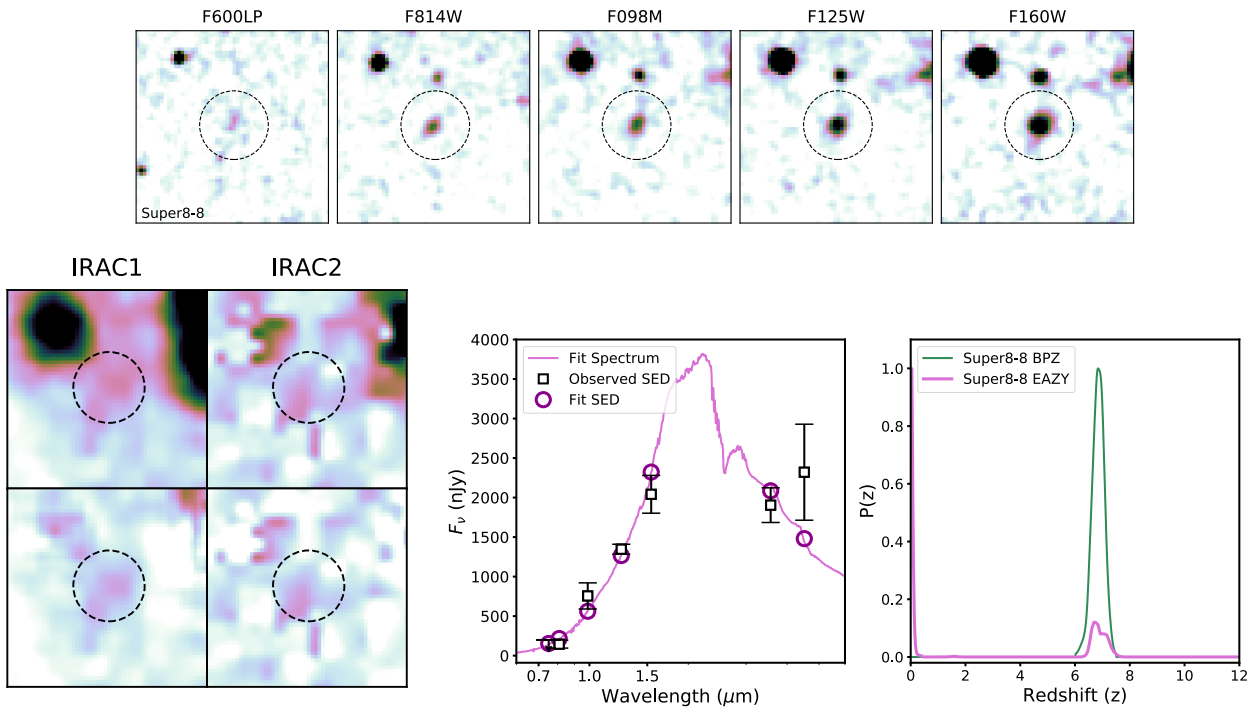 F600LP F814W F098M F125W F160W
Super8-8
IRAC1 IRAC2
4000
3500
3000
2500
2000
1500
1000
500
0
Fν (nJy)
Fit Spectrum
Observed SED
Fit SED
0.7 1.0 1.5
Wavelength (μm)
1.0
0.8
0.6
0.4
0.2
0.0
P(z)
Super8-8 BPZ
Super8-8 EAZY
0 2 4 6 8 10 12
Redshift (z)